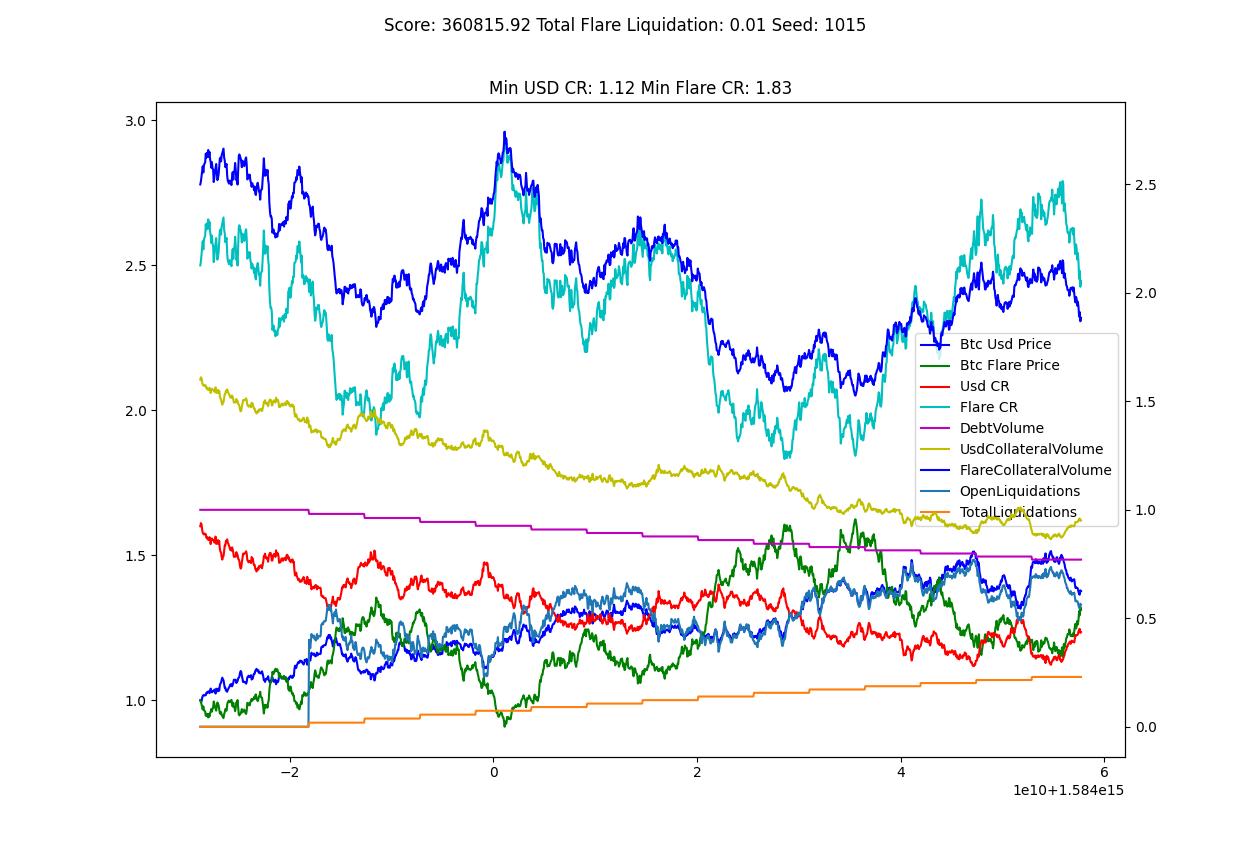 Score: 360815.92 Total Flare Liquidation: 0.01 Seed: 1015
Min USD CR: 1.12 Min Flare CR: 1.83
3.0
2.5
2.0
1.5
1.0
2.5
2.0
1.5
1.0
0.5
0.0
Btc Usd Price
Btc Flare Price
Usd CR
Flare CR
DebtVolume
UsdCollateralVolume
FlareCollateralVolume
OpenLiquidations
TotalLiquidations
−2 0 2 4 6
1e10+1.584e15